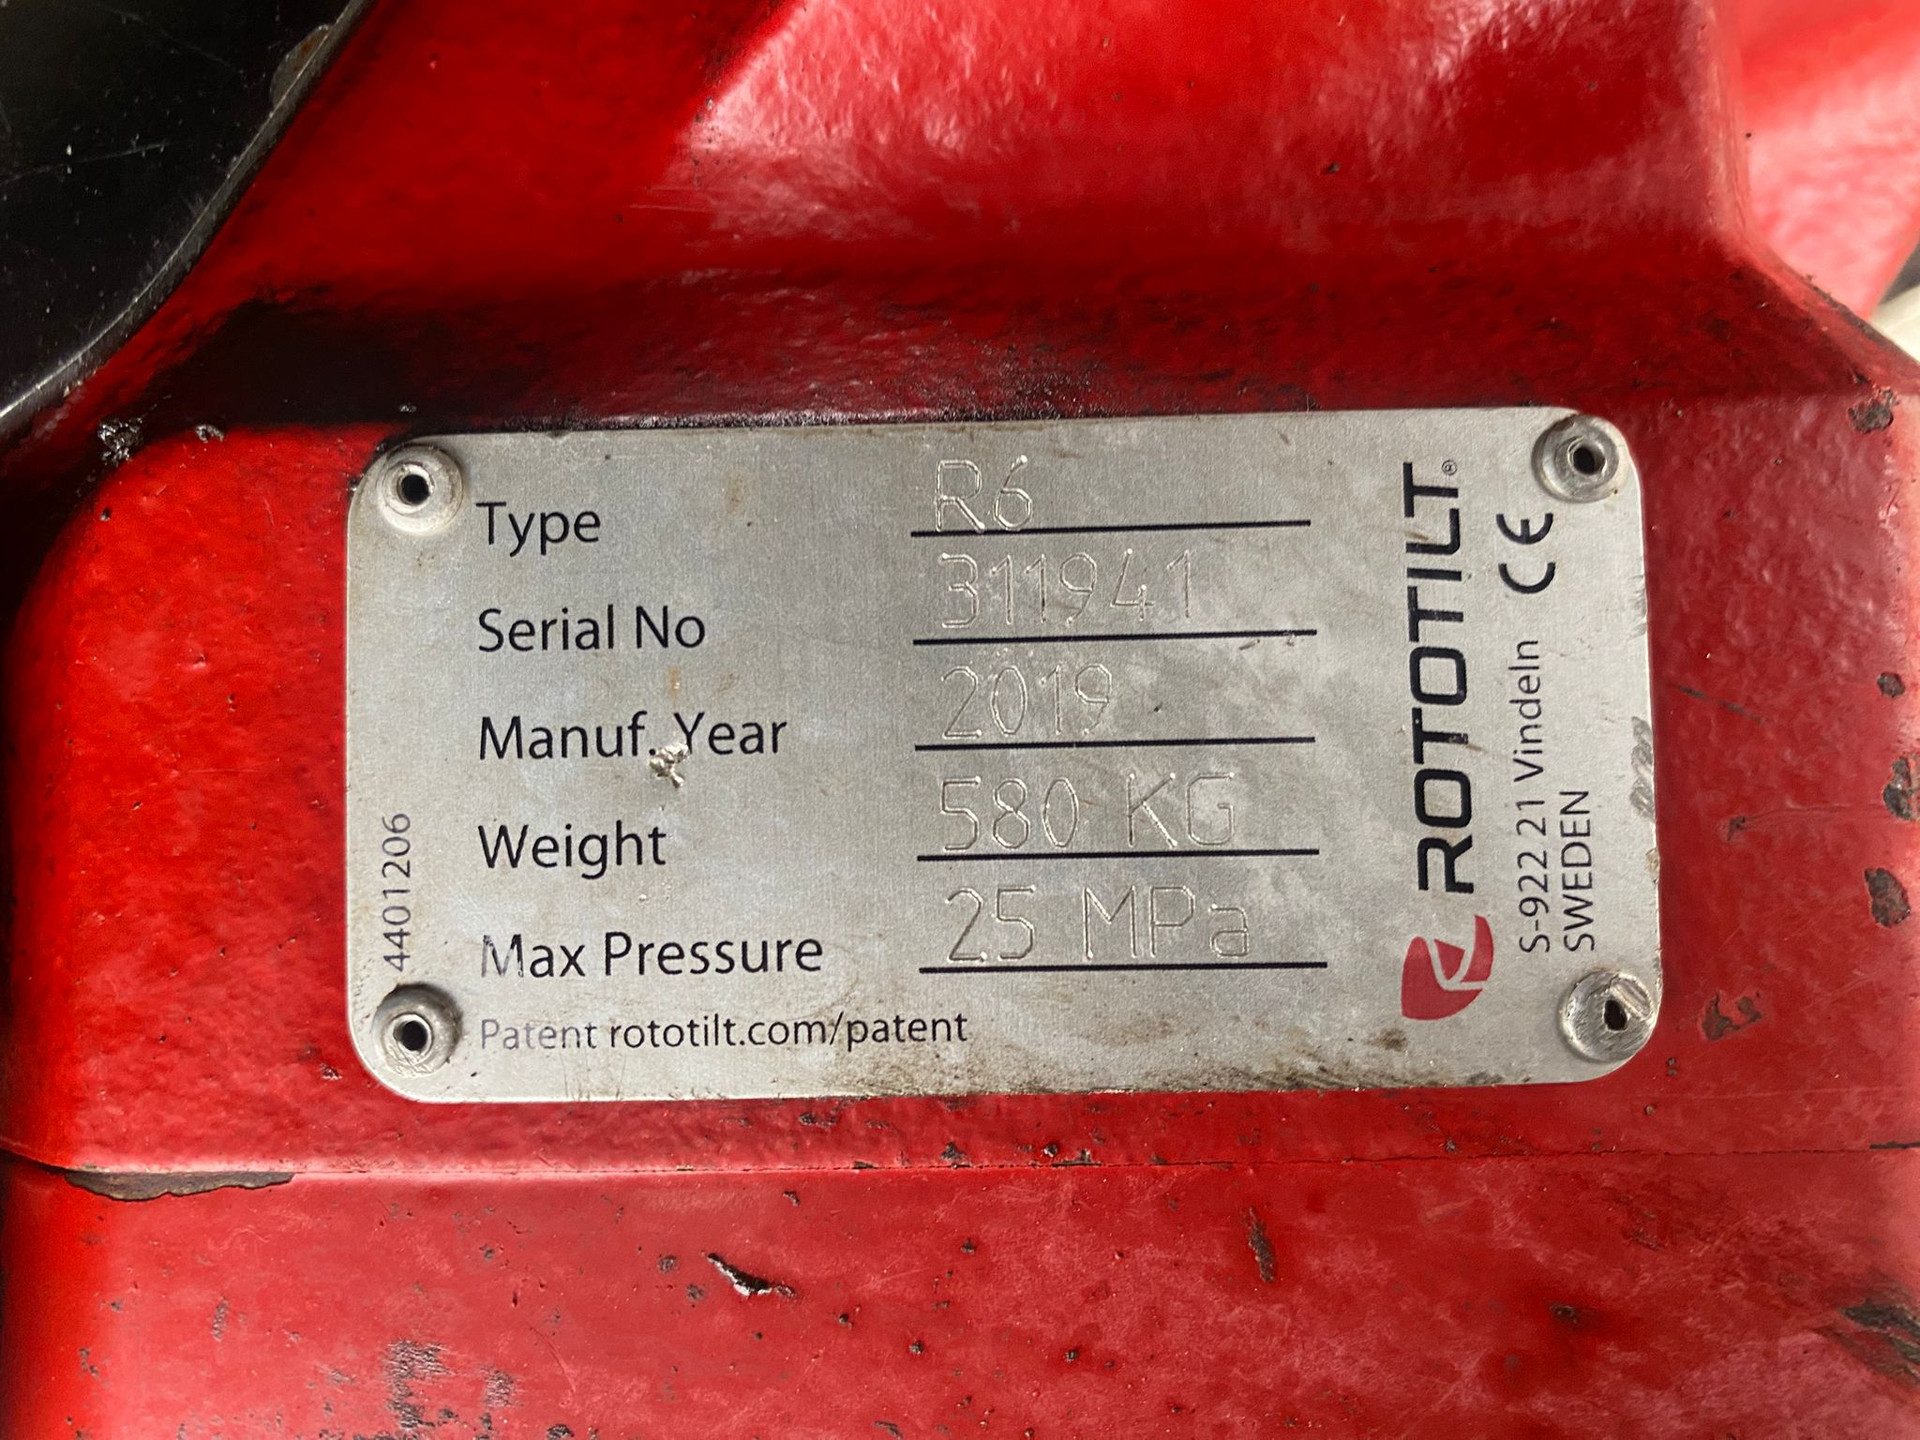 Type R6
Serial No 311941
Manuf. Year 2019
Weight 580 KG
Max Pressure 25 MPa
Patent rototilt.com/patent
4401206
ROTOTILT®
CE
S-922 21 Vindeln
SWEDEN